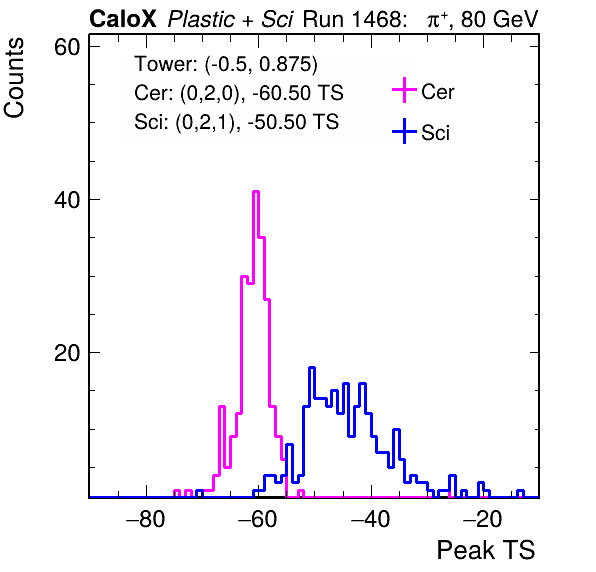 CaloX Plastic + Sci Run 1468: π⁺, 80 GeV
Counts
60
40
20
Tower: (-0.5, 0.875)
Cer: (0,2,0), -60.50 TS
Sci: (0,2,1), -50.50 TS
Cer
Sci
−80 −60 −40 −20
Peak TS